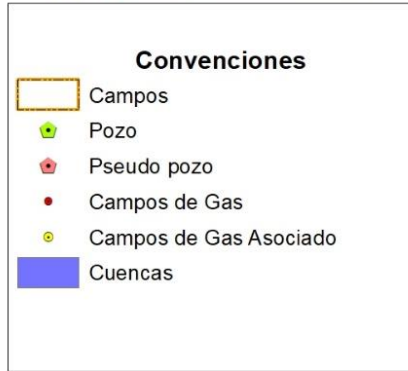 Convenciones
Campos
Pozo
Pseudo pozo
Campos de Gas
Campos de Gas Asociado
Cuencas